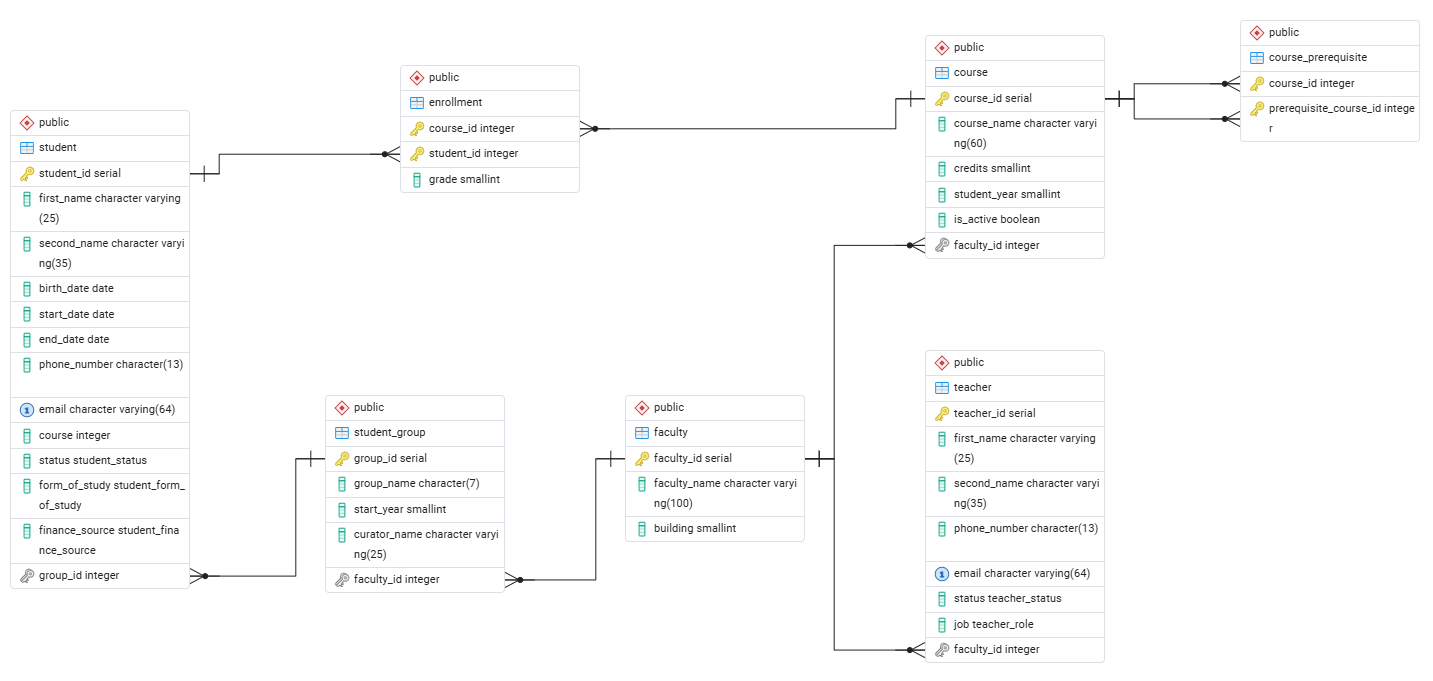 public
student
student_id serial
first_name character varying
(25)
second_name character varyi
ng(35)
birth_date date
start_date date
end_date date
phone_number character(13)
email character varying(64)
course integer
status student_status
form_of_study student_form_
of_study
finance_source student_fina
nce_source
group_id integer
public
enrollment
course_id integer
student_id integer
grade smallint
public
student_group
group_id serial
group_name character(7)
start_year smallint
curator_name character varyi
ng(25)
faculty_id integer
public
faculty
faculty_id serial
faculty_name character varyi
ng(100)
building smallint
public
course
course_id serial
course_name character varyi
ng(60)
credits smallint
student_year smallint
is_active boolean
faculty_id integer
public
teacher
teacher_id serial
first_name character varying
(25)
second_name character varyi
ng(35)
phone_number character(13)
email character varying(64)
status teacher_status
job teacher_role
faculty_id integer
public
course_prerequisite
course_id integer
prerequisite_course_id intege
r